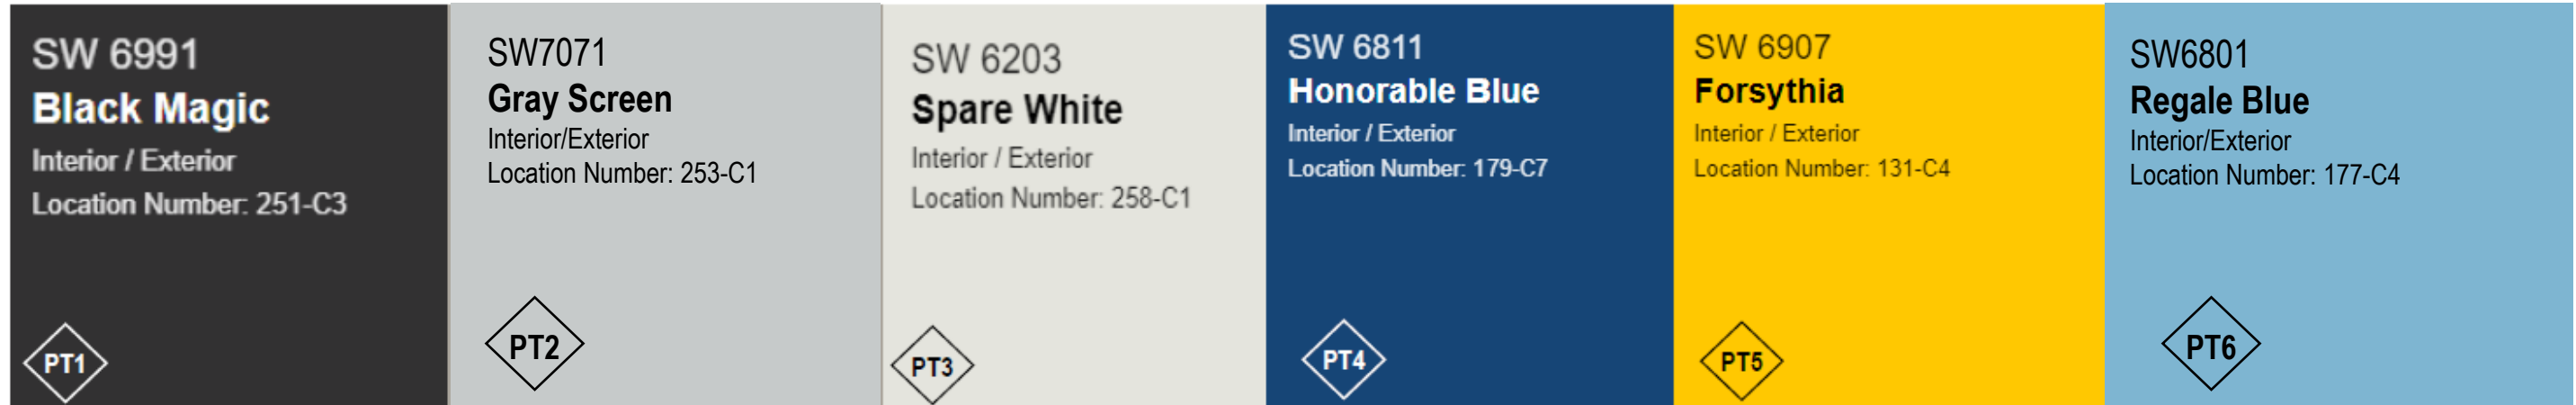 SW 6991
Black Magic
Interior / Exterior
Location Number: 251-C3
PT1
SW7071
Gray Screen
Interior/Exterior
Location Number: 253-C1
PT2
SW 6203
Spare White
Interior / Exterior
Location Number: 258-C1
PT3
SW 6811
Honorable Blue
Interior / Exterior
Location Number: 179-C7
PT4
SW 6907
Forsythia
Interior / Exterior
Location Number: 131-C4
PT5
SW6801
Regale Blue
Interior/Exterior
Location Number: 177-C4
PT6